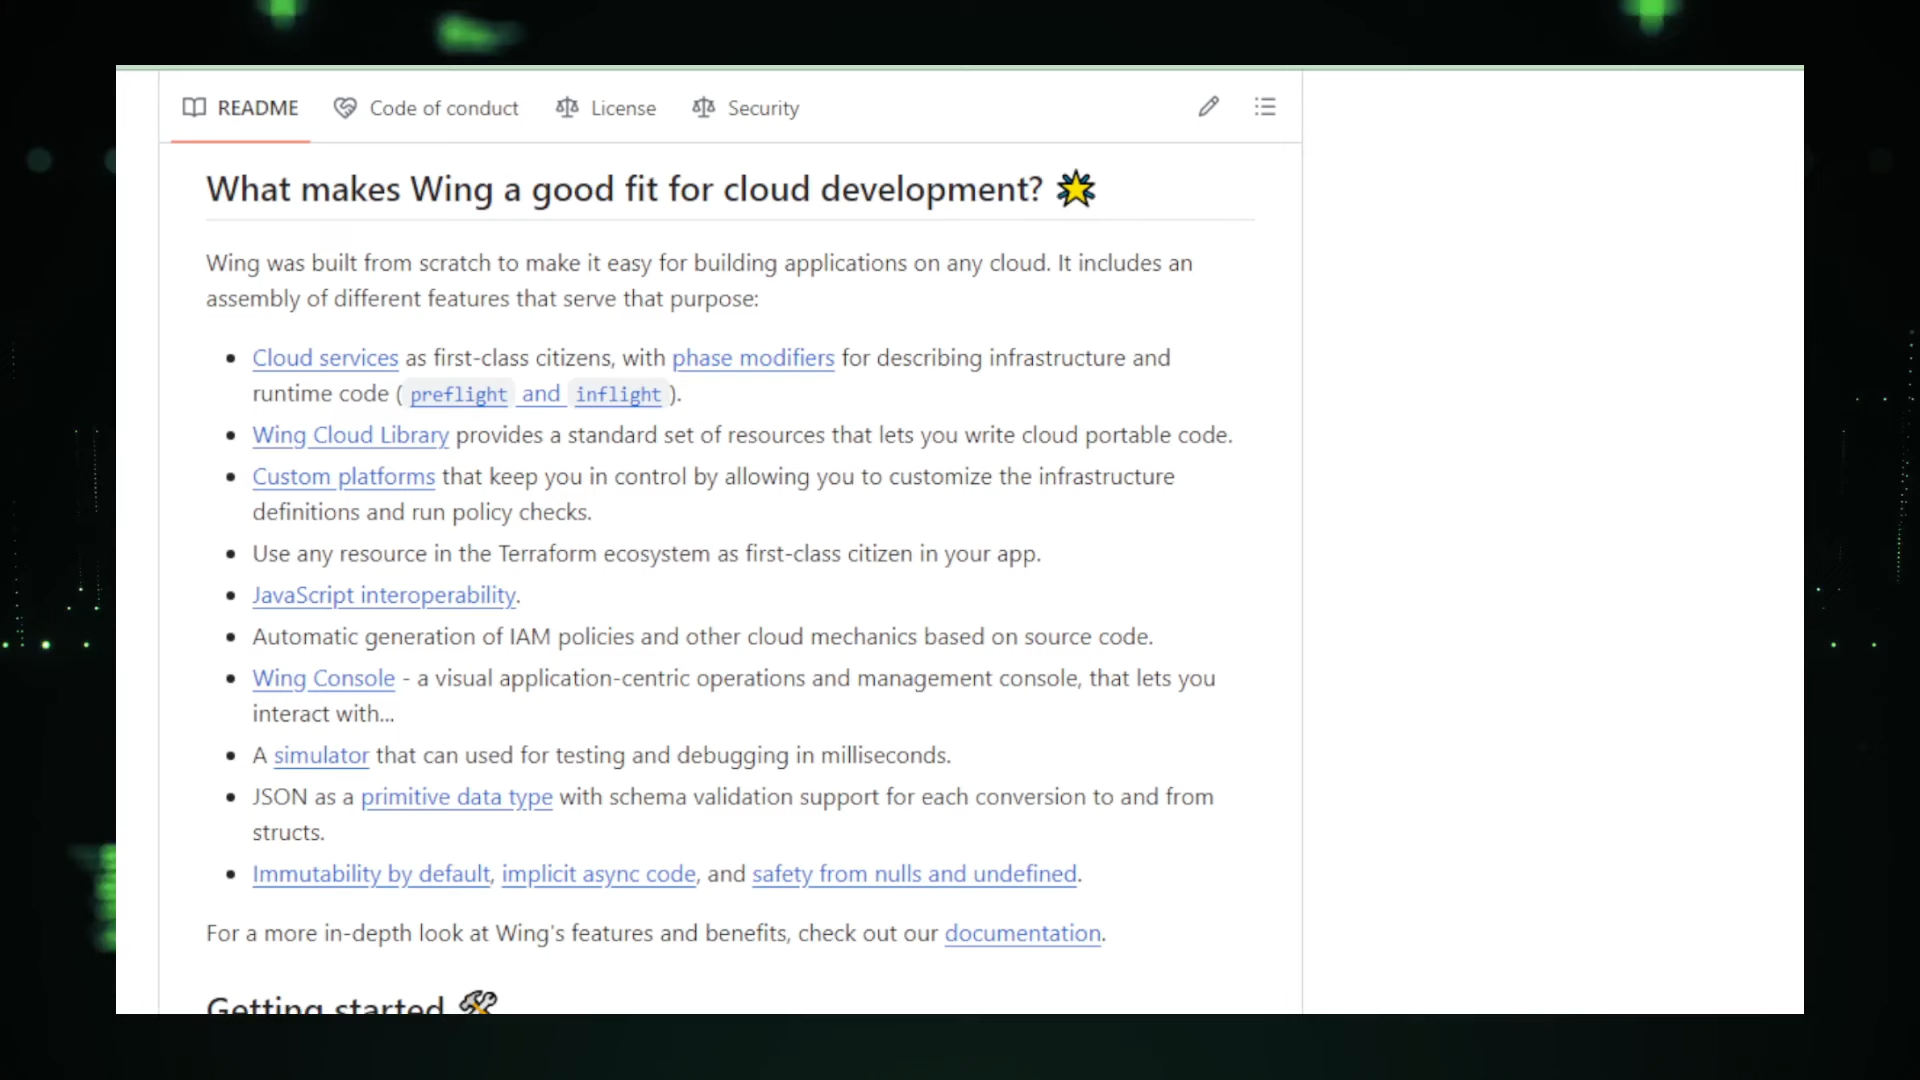 README Code of conduct License Security
What makes Wing a good fit for cloud development? 🌟
Wing was built from scratch to make it easy for building applications on any cloud. It includes an
assembly of different features that serve that purpose:
• Cloud services as first-class citizens, with phase modifiers for describing infrastructure and
runtime code ( preflight and inflight ).
• Wing Cloud Library provides a standard set of resources that lets you write cloud portable code.
• Custom platforms that keep you in control by allowing you to customize the infrastructure
definitions and run policy checks.
• Use any resource in the Terraform ecosystem as first-class citizen in your app.
• JavaScript interoperability.
• Automatic generation of IAM policies and other cloud mechanics based on source code.
• Wing Console - a visual application-centric operations and management console, that lets you
interact with...
• A simulator that can used for testing and debugging in milliseconds.
• JSON as a primitive data type with schema validation support for each conversion to and from
structs.
• Immutability by default, implicit async code, and safety from nulls and undefined.
For a more in-depth look at Wing's features and benefits, check out our documentation.
Getting started 🛠